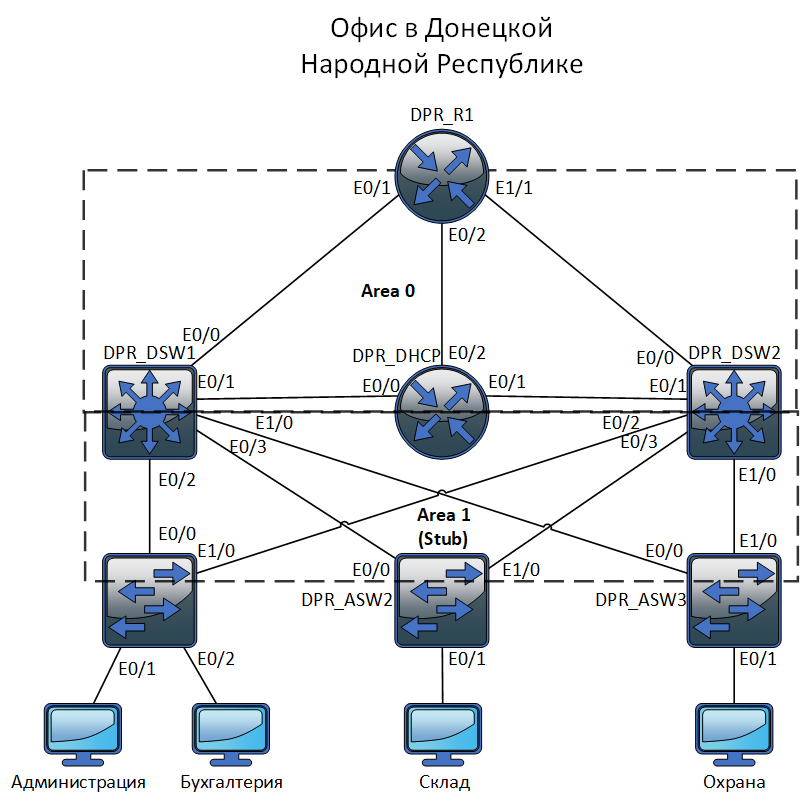 Офис в Донецкой
Народной Республике
DPR_R1
E0/1
E1/1
E0/2
Area 0
E0/0
DPR_DSW1
DPR_DHCP
E0/2
E0/0
DPR_DSW2
E0/1
E0/0
E0/1
E0/1
E1/0
E0/2
E0/3
E0/3
E0/2
E1/0
Area 1
(Stub)
E0/0
E1/0
E1/0
E0/0
E1/0
E0/0
DPR_ASW2
DPR_ASW3
E0/1
E0/2
E0/1
E0/1
Администрация
Бухгалтерия
Склад
Охрана